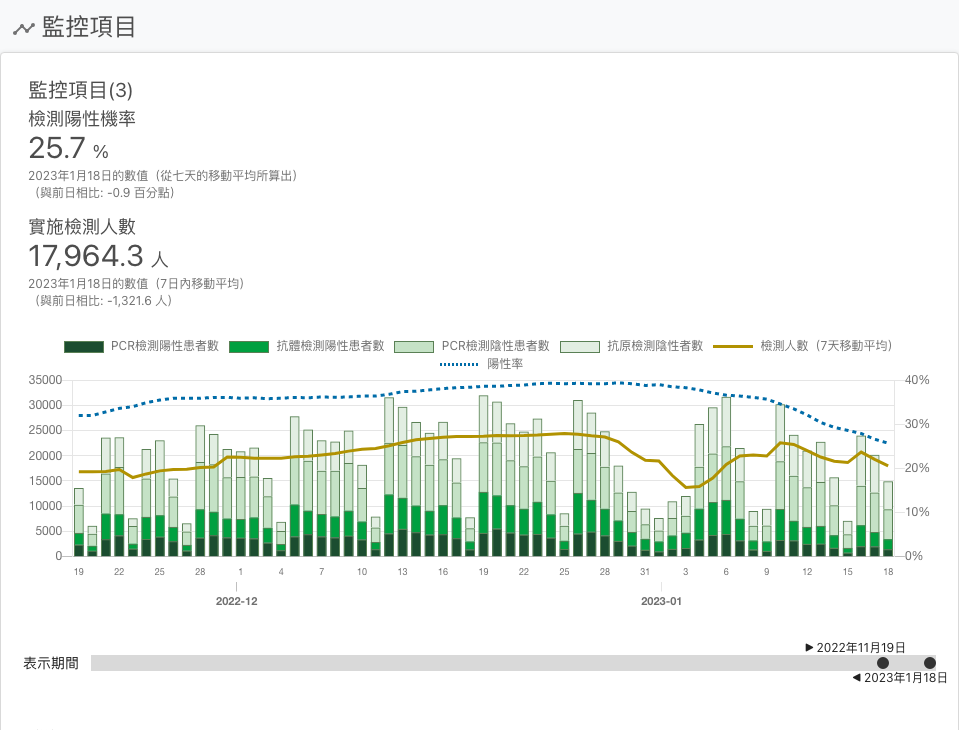 監控項目
監控項目(3)
檢測陽性機率
25.7 %
2023年1月18日的數值（從七天的移動平均所算出）
（與前日相比: -0.9 百分點）
實施檢測人數
17,964.3 人
2023年1月18日的數值（7日內移動平均）
（與前日相比: -1,321.6 人）
PCR檢測陽性患者數 抗體檢測陽性患者數 PCR檢測陰性患者數 抗原檢測陰性者數 檢測人數（7天移動平均）
陽性率
35000 40%
30000
25000 30%
20000 20%
15000
10000 10%
5000
0 0%
19 22 25 28 1 4 7 10 13 16 19 22 25 28 31 3 6 9 12 15 18
2022-12 2023-01
▶ 2022年11月19日
表示期間
◀ 2023年1月18日